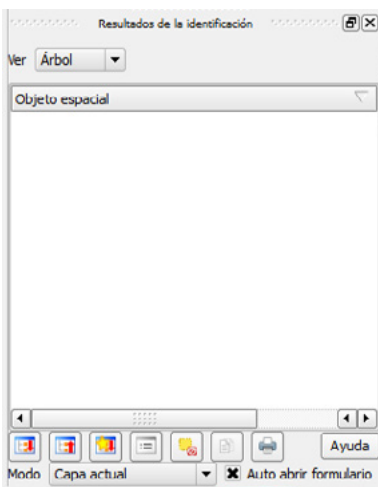 Resultados de la identificación
Ver Árbol
Objeto espacial
Ayuda
Modo Capa actual Auto abrir formulario